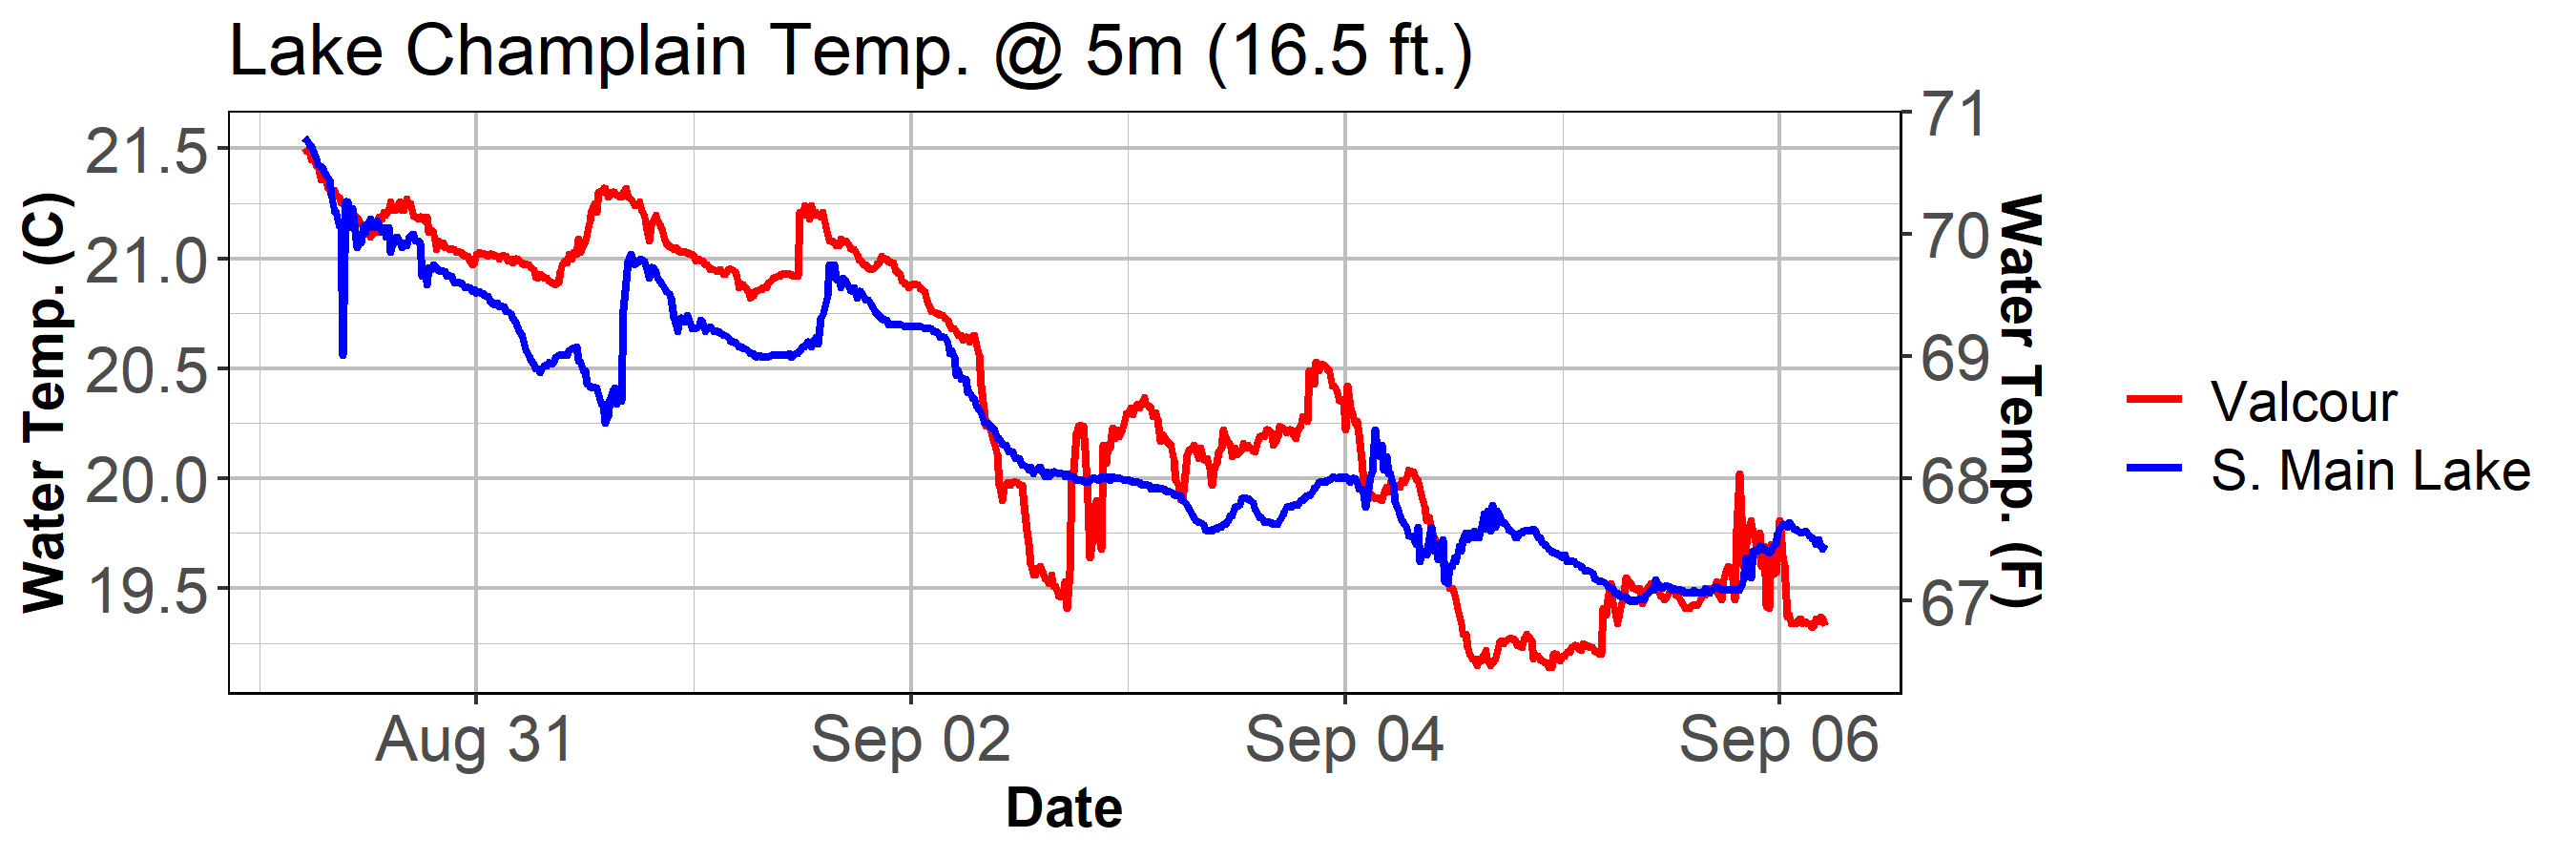 Lake Champlain Temp. @ 5m (16.5 ft.)
Water Temp. (C)
21.5
21.0
20.5
20.0
19.5
71
70
69
68
67
Water Temp. (F)
Aug 31
Sep 02
Sep 04
Sep 06
Date
Valcour
S. Main Lake